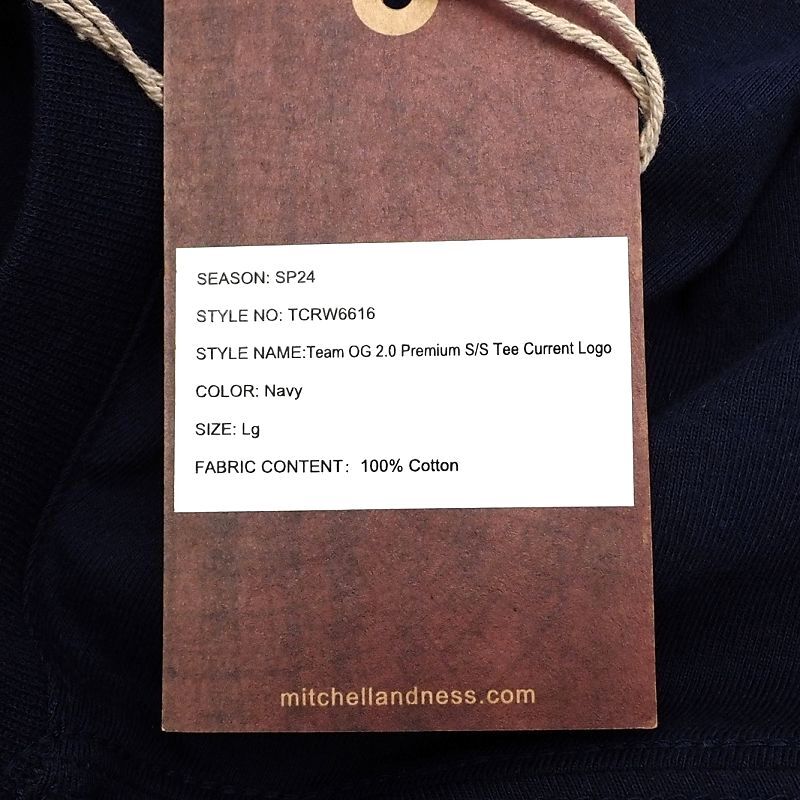 SEASON: SP24
STYLE NO: TCRW6616
STYLE NAME:Team OG 2.0 Premium S/S Tee Current Logo
COLOR: Navy
SIZE: Lg
FABRIC CONTENT: 100% Cotton
mitchellandness.com